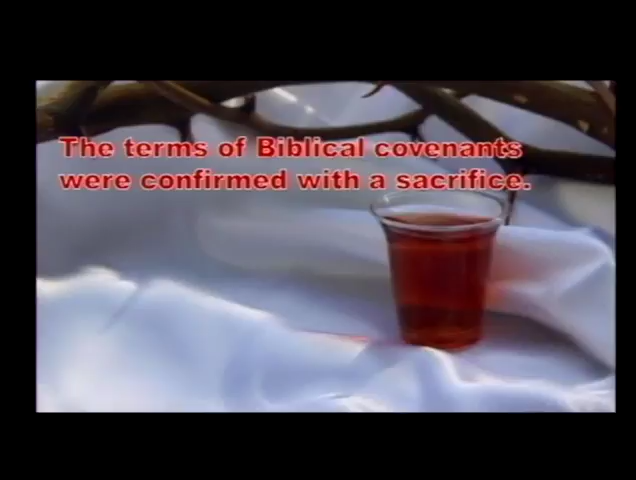 The terms of Biblical covenants
were confirmed with a sacrifice.